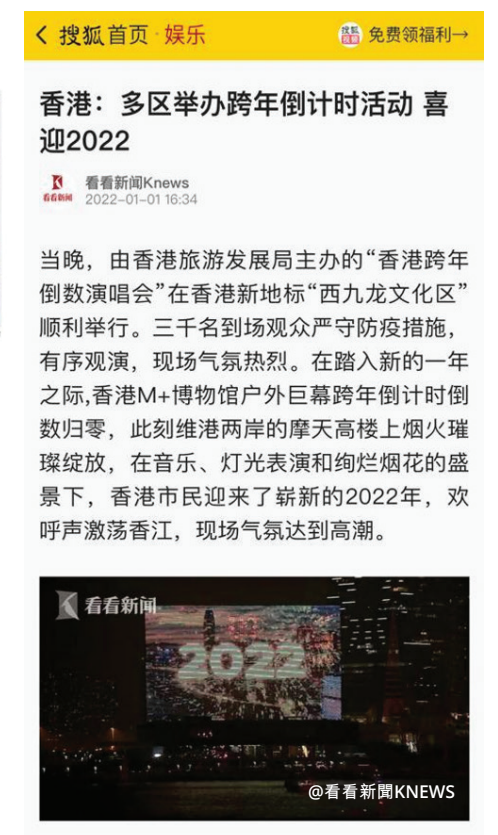 搜狐首页·娱乐
搜狐
视频
免费领福利→
香港：多区举办跨年倒计时活动 喜
迎2022
看看新闻
看看新闻Knews
2022-01-01 16:34
当晚，由香港旅游发展局主办的“香港跨年
倒数演唱会”在香港新地标“西九龙文化区”
顺利举行。三千名到场观众严守防疫措施，
有序观演，现场气氛热烈。在踏入新的一年
之际,香港M+博物馆户外巨幕跨年倒计时倒
数归零，此刻维港两岸的摩天高楼上烟火璀
璨绽放，在音乐、灯光表演和绚烂烟花的盛
景下，香港市民迎来了崭新的2022年，欢
呼声激荡香江，现场气氛达到高潮。
看看新闻
2022
@看看新聞KNEWS